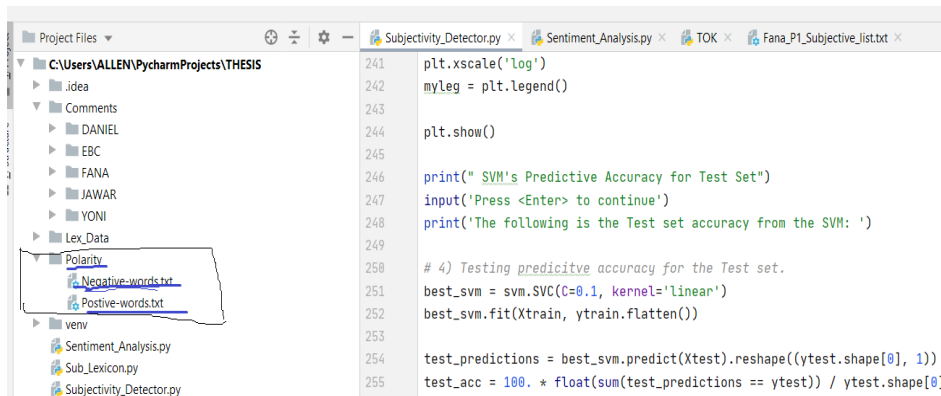 Project Files
Subjectivity_Detector.py
Sentiment_Analysis.py
TOK
Fana_P1_Subjective_list.txt
C:\Users\ALLEN\PycharmProjects\THESIS
.idea
Comments
DANIEL
EBC
FANA
JAWAR
YONI
Lex_Data
Polarity
Negative-words.txt
Postive-words.txt
venv
Sentiment_Analysis.py
Sub_Lexicon.py
Subjectivity_Detector.py
241 plt.xscale('log')
242 myleg = plt.legend()
243
244 plt.show()
245
246 print(" SVM's Predictive Accuracy for Test Set")
247 input('Press <Enter> to continue')
248 print('The following is the Test set accuracy from the SVM: ')
249
250 # 4) Testing predicitve accuracy for the Test set.
251 best_svm = svm.SVC(C=0.1, kernel='linear')
252 best_svm.fit(Xtrain, ytrain.flatten())
253
254 test_predictions = best_svm.predict(Xtest).reshape((ytest.shape[0], 1))
255 test_acc = 100. * float(sum(test_predictions == ytest)) / ytest.shape[0]